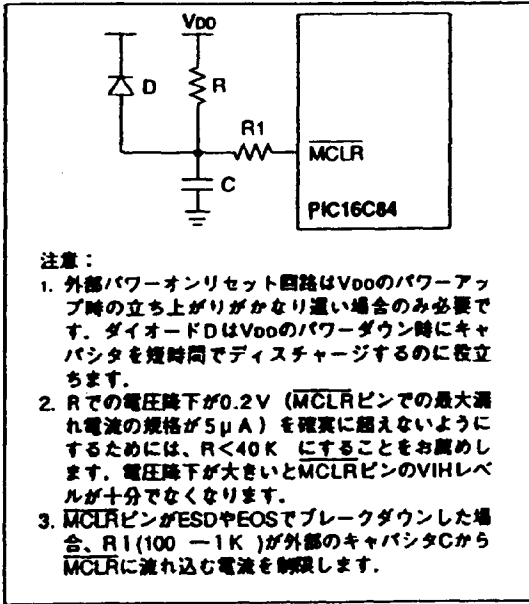 VDD
D
R
R1
MCLR
C
PIC16C84
注意：
1. 外部パワーオンリセット回路はVDDのパワーアッ
プ時の立ち上がりがかなり遅い場合のみ必要で
す．ダイオードDはVDDのパワーダウン時にキャ
パシタを短時間でディスチャージするのに役立
ちます．
2. Rでの電圧降下が0.2V（MCLRピンでの最大漏
れ電流の規格が5μA）を確実に超えないように
するためには、R<40K にすることをお薦めし
ます．電圧降下が大きいとMCLRピンのVIHレベ
ルが十分でなくなります．
3. MCLRピンがESDやEOSでブレークダウンした場
合、R1(100 —1K )が外部のキャパシタCから
MCLRに流れ込む電流を制限します．